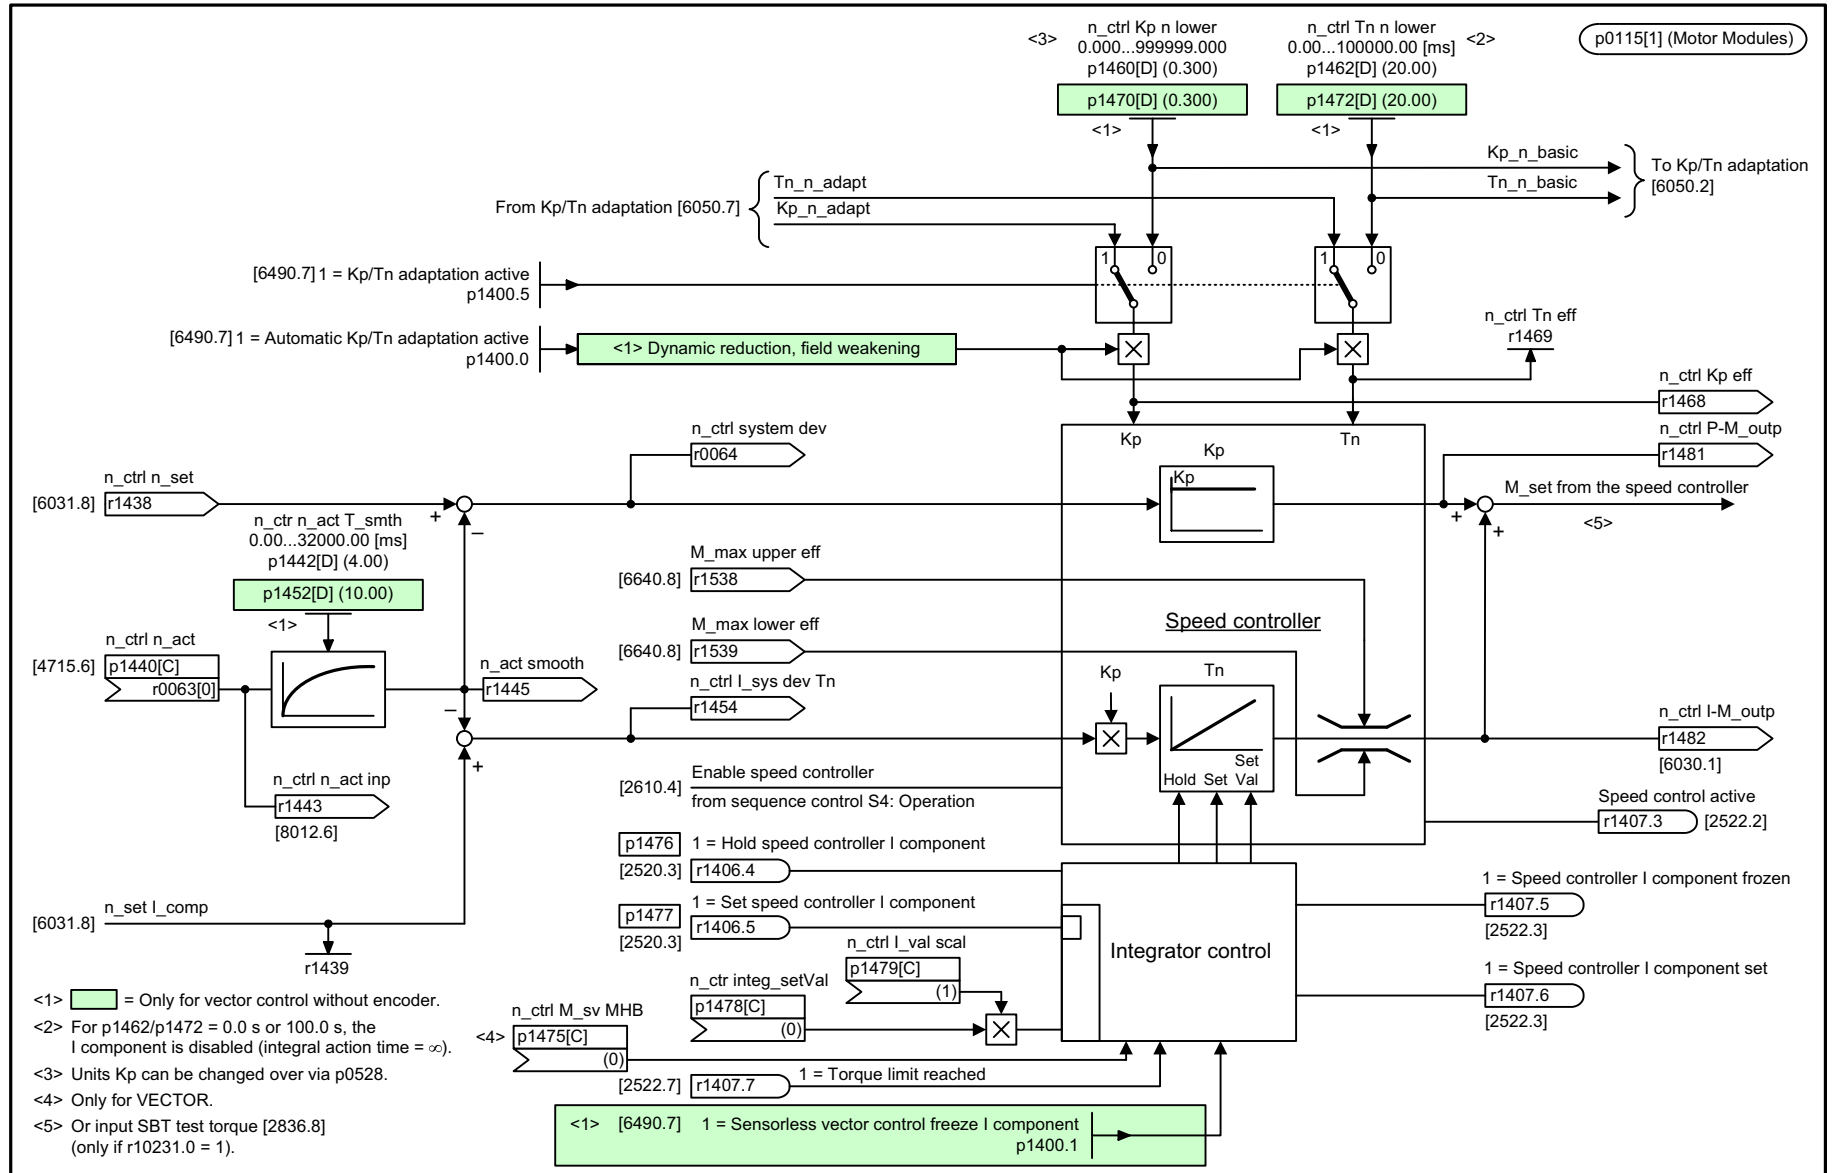 <3>
n_ctrl Kp n lower
0.000...999999.000
p1460[D] (0.300)
p1470[D] (0.300)
<1>
n_ctrl Tn n lower
0.00...100000.00 [ms]
<2>
p1462[D] (20.00)
p1472[D] (20.00)
<1>
p0115[1] (Motor Modules)
Kp_n_basic
Tn_n_basic
To Kp/Tn adaptation
[6050.2]
From Kp/Tn adaptation [6050.7]
Tn_n_adapt
Kp_n_adapt
1 0
1 0
[6490.7] 1 = Kp/Tn adaptation active
p1400.5
[6490.7] 1 = Automatic Kp/Tn adaptation active
p1400.0
<1> Dynamic reduction, field weakening
n_ctrl Tn eff
r1469
n_ctrl Kp eff
r1468
n_ctrl P-M_outp
r1481
n_ctrl system dev
r0064
Kp
Tn
Kp
Kp
n_ctrl n_set
[6031.8] r1438
+
–
M_set from the speed controller
<5>
+
+
n_ctr n_act T_smth
0.00...32000.00 [ms]
p1442[D] (4.00)
p1452[D] (10.00)
<1>
M_max upper eff
[6640.8] r1538
Speed controller
M_max lower eff
[6640.8] r1539
n_ctrl n_act
[4715.6] p1440[C]
r0063[0]
n_act smooth
r1445
n_ctrl I_sys dev Tn
r1454
–
+
Kp
Tn
Set
Hold Set Val
n_ctrl I-M_outp
r1482
[6030.1]
n_ctrl n_act inp
r1443
[8012.6]
[2610.4] Enable speed controller
from sequence control S4: Operation
Speed control active
r1407.3 [2522.2]
p1476 1 = Hold speed controller I component
[2520.3] r1406.4
p1477 1 = Set speed controller I component
[2520.3] r1406.5
Integrator control
1 = Speed controller I component frozen
r1407.5
[2522.3]
1 = Speed controller I component set
r1407.6
[2522.3]
[6031.8] n_set I_comp
r1439
n_ctrl I_val scal
p1479[C]
(1)
n_ctr integ_setVal
p1478[C]
(0)
n_ctrl M_sv MHB
<4> p1475[C]
(0)
[2522.7] r1407.7 1 = Torque limit reached
<1> [6490.7] 1 = Sensorless vector control freeze I component
p1400.1
<1> = Only for vector control without encoder.
<2> For p1462/p1472 = 0.0 s or 100.0 s, the
I component is disabled (integral action time = ∞).
<3> Units Kp can be changed over via p0528.
<4> Only for VECTOR.
<5> Or input SBT test torque [2836.8]
(only if r10231.0 = 1).